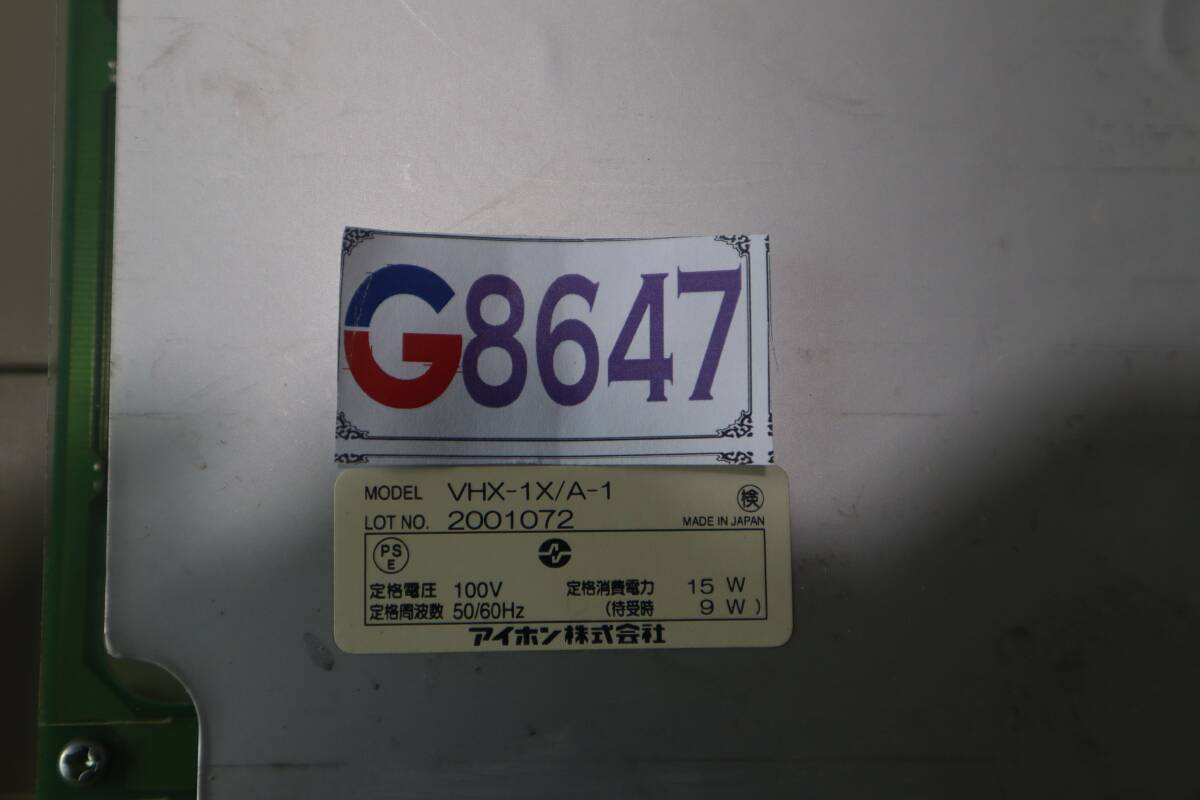 G8647
MODEL VHX-1X/A-1
検
LOT NO. 2001072
MADE IN JAPAN
PS
E
定格電圧 100V 定格消費電力 15 W
定格周波数 50/60Hz (待受時 9 W)
アイホン株式会社